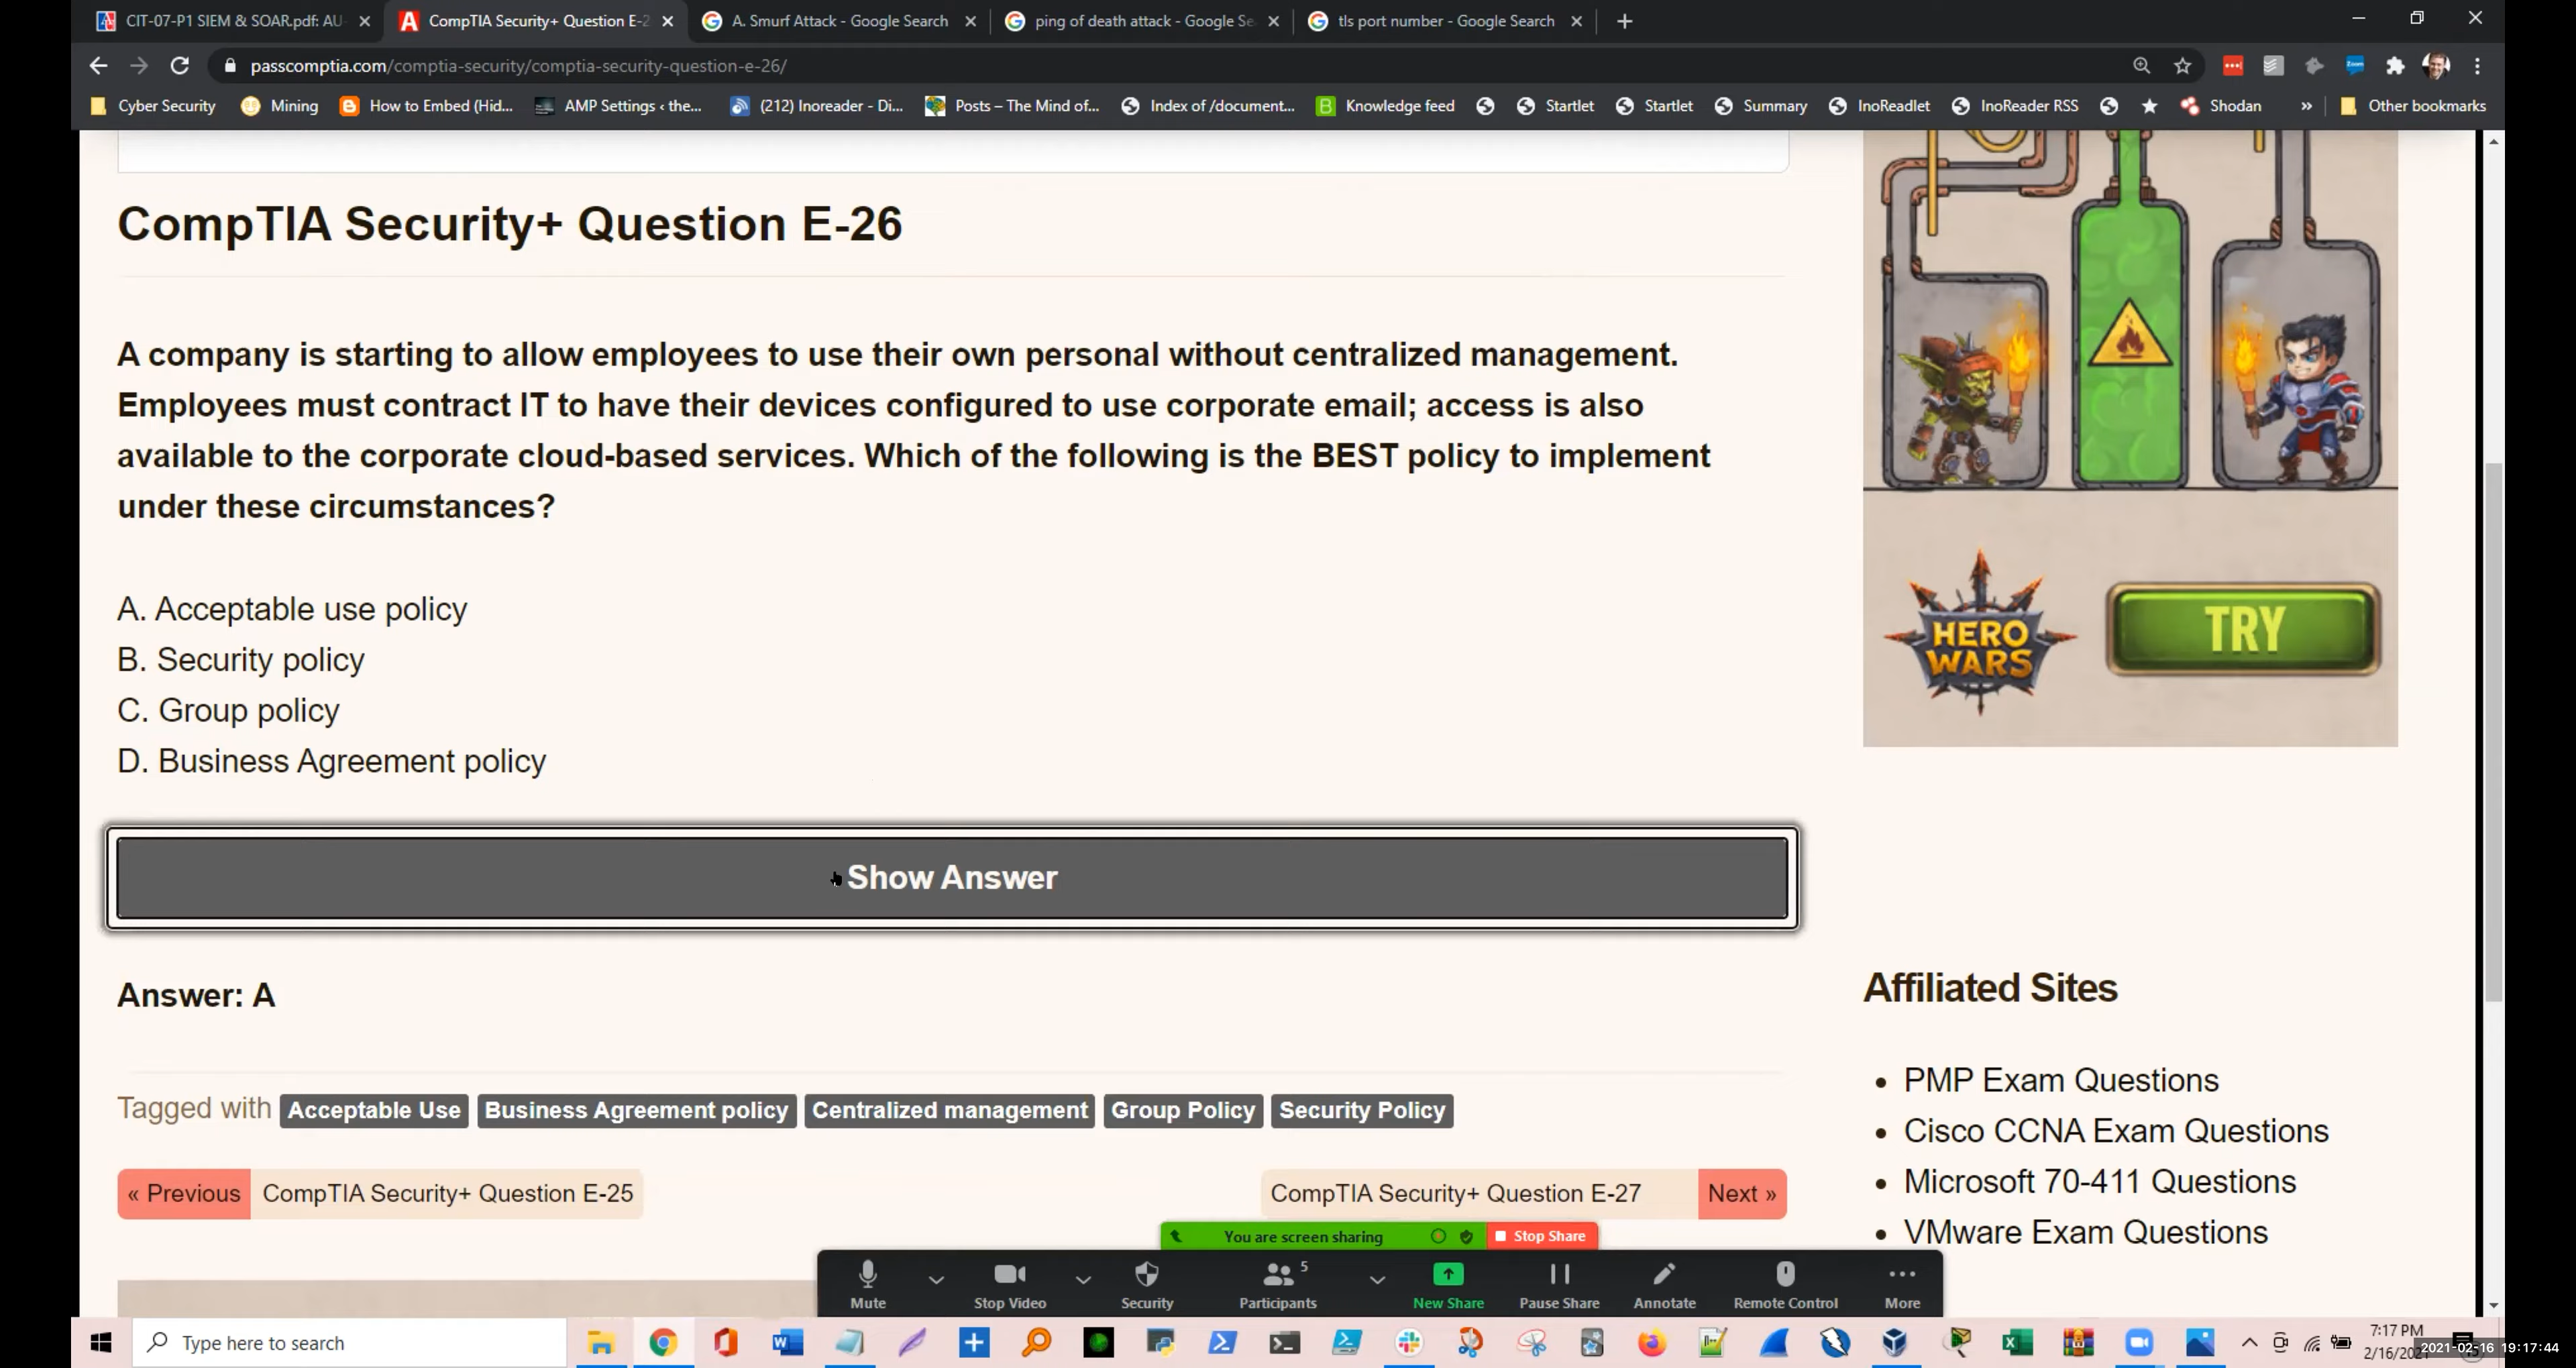 CIT-07-P1 SIEM & SOAR.pdf: AU-
CompTIA Security+ Question E-2
A. Smurf Attack - Google Search
ping of death attack - Google Se
tls port number - Google Search
passcomptia.com/comptia-security/comptia-security-question-e-26/
Cyber Security
Mining
How to Embed (Hid...
AMP Settings ‹ the...
(212) Inoreader - Di...
Posts – The Mind of...
Index of /document...
Knowledge feed
Startlet
Startlet
Summary
InoReadlet
InoReader RSS
Shodan
»
Other bookmarks
CompTIA Security+ Question E-26
A company is starting to allow employees to use their own personal without centralized management.
Employees must contract IT to have their devices configured to use corporate email; access is also
available to the corporate cloud-based services. Which of the following is the BEST policy to implement
under these circumstances?
A. Acceptable use policy
B. Security policy
C. Group policy
D. Business Agreement policy
Show Answer
Answer: A
Tagged with Acceptable Use Business Agreement policy Centralized management Group Policy Security Policy
« Previous CompTIA Security+ Question E-25
CompTIA Security+ Question E-27 Next »
HERO
WARS
TRY
Affiliated Sites
• PMP Exam Questions
• Cisco CCNA Exam Questions
• Microsoft 70-411 Questions
• VMware Exam Questions
You are screen sharing
Stop Share
Mute
Stop Video
Security
5
Participants
New Share
Pause Share
Annotate
Remote Control
More
Type here to search
7:17 PM
2/16/202
2021-02-16 19:17:44